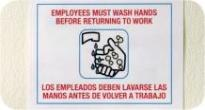 EMPLOYEES MUST WASH HANDS
BEFORE RETURNING TO WORK
LOS EMPLEADOS DEBEN LAVARSE LAS
MANOS ANTES DE VOLVER A TRABAJO